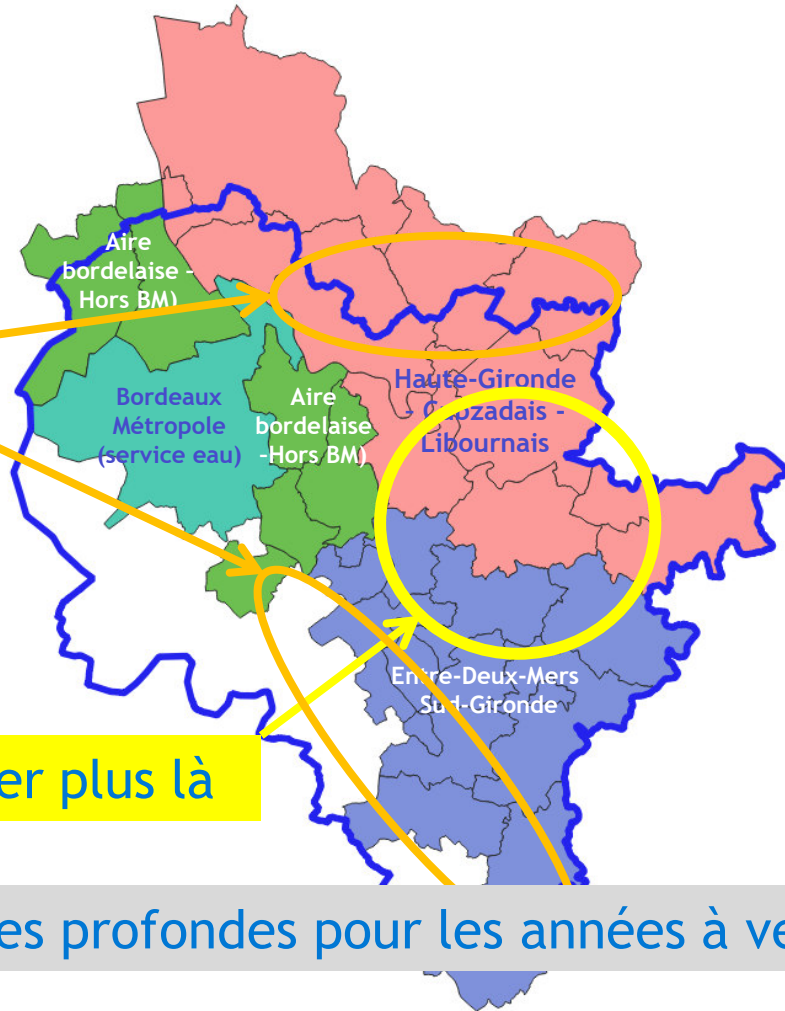 Aire
bordelaise –
Hors BM)
Bordeaux
Métropole
(service eau)
Aire
bordelaise
–Hors BM)
Haute-Gironde
- Cubzadais -
Libournais
Entre-Deux-Mers
Sud-Gironde
er plus là
es profondes pour les années à ve